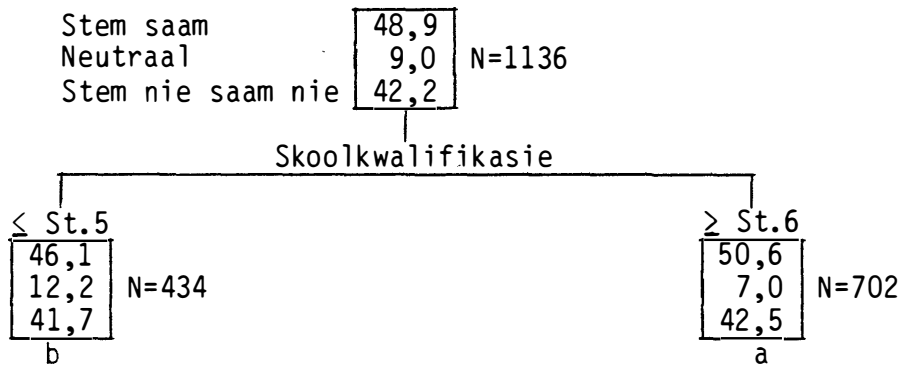 Stem saam 48,9
Neutraal 9,0 N=1136
Stem nie saam nie 42,2
Skoolkwalifikasie
≤ St.5 ≥ St.6
46,1 50,6
12,2 N=434 7,0 N=702
41,7 42,5
b a